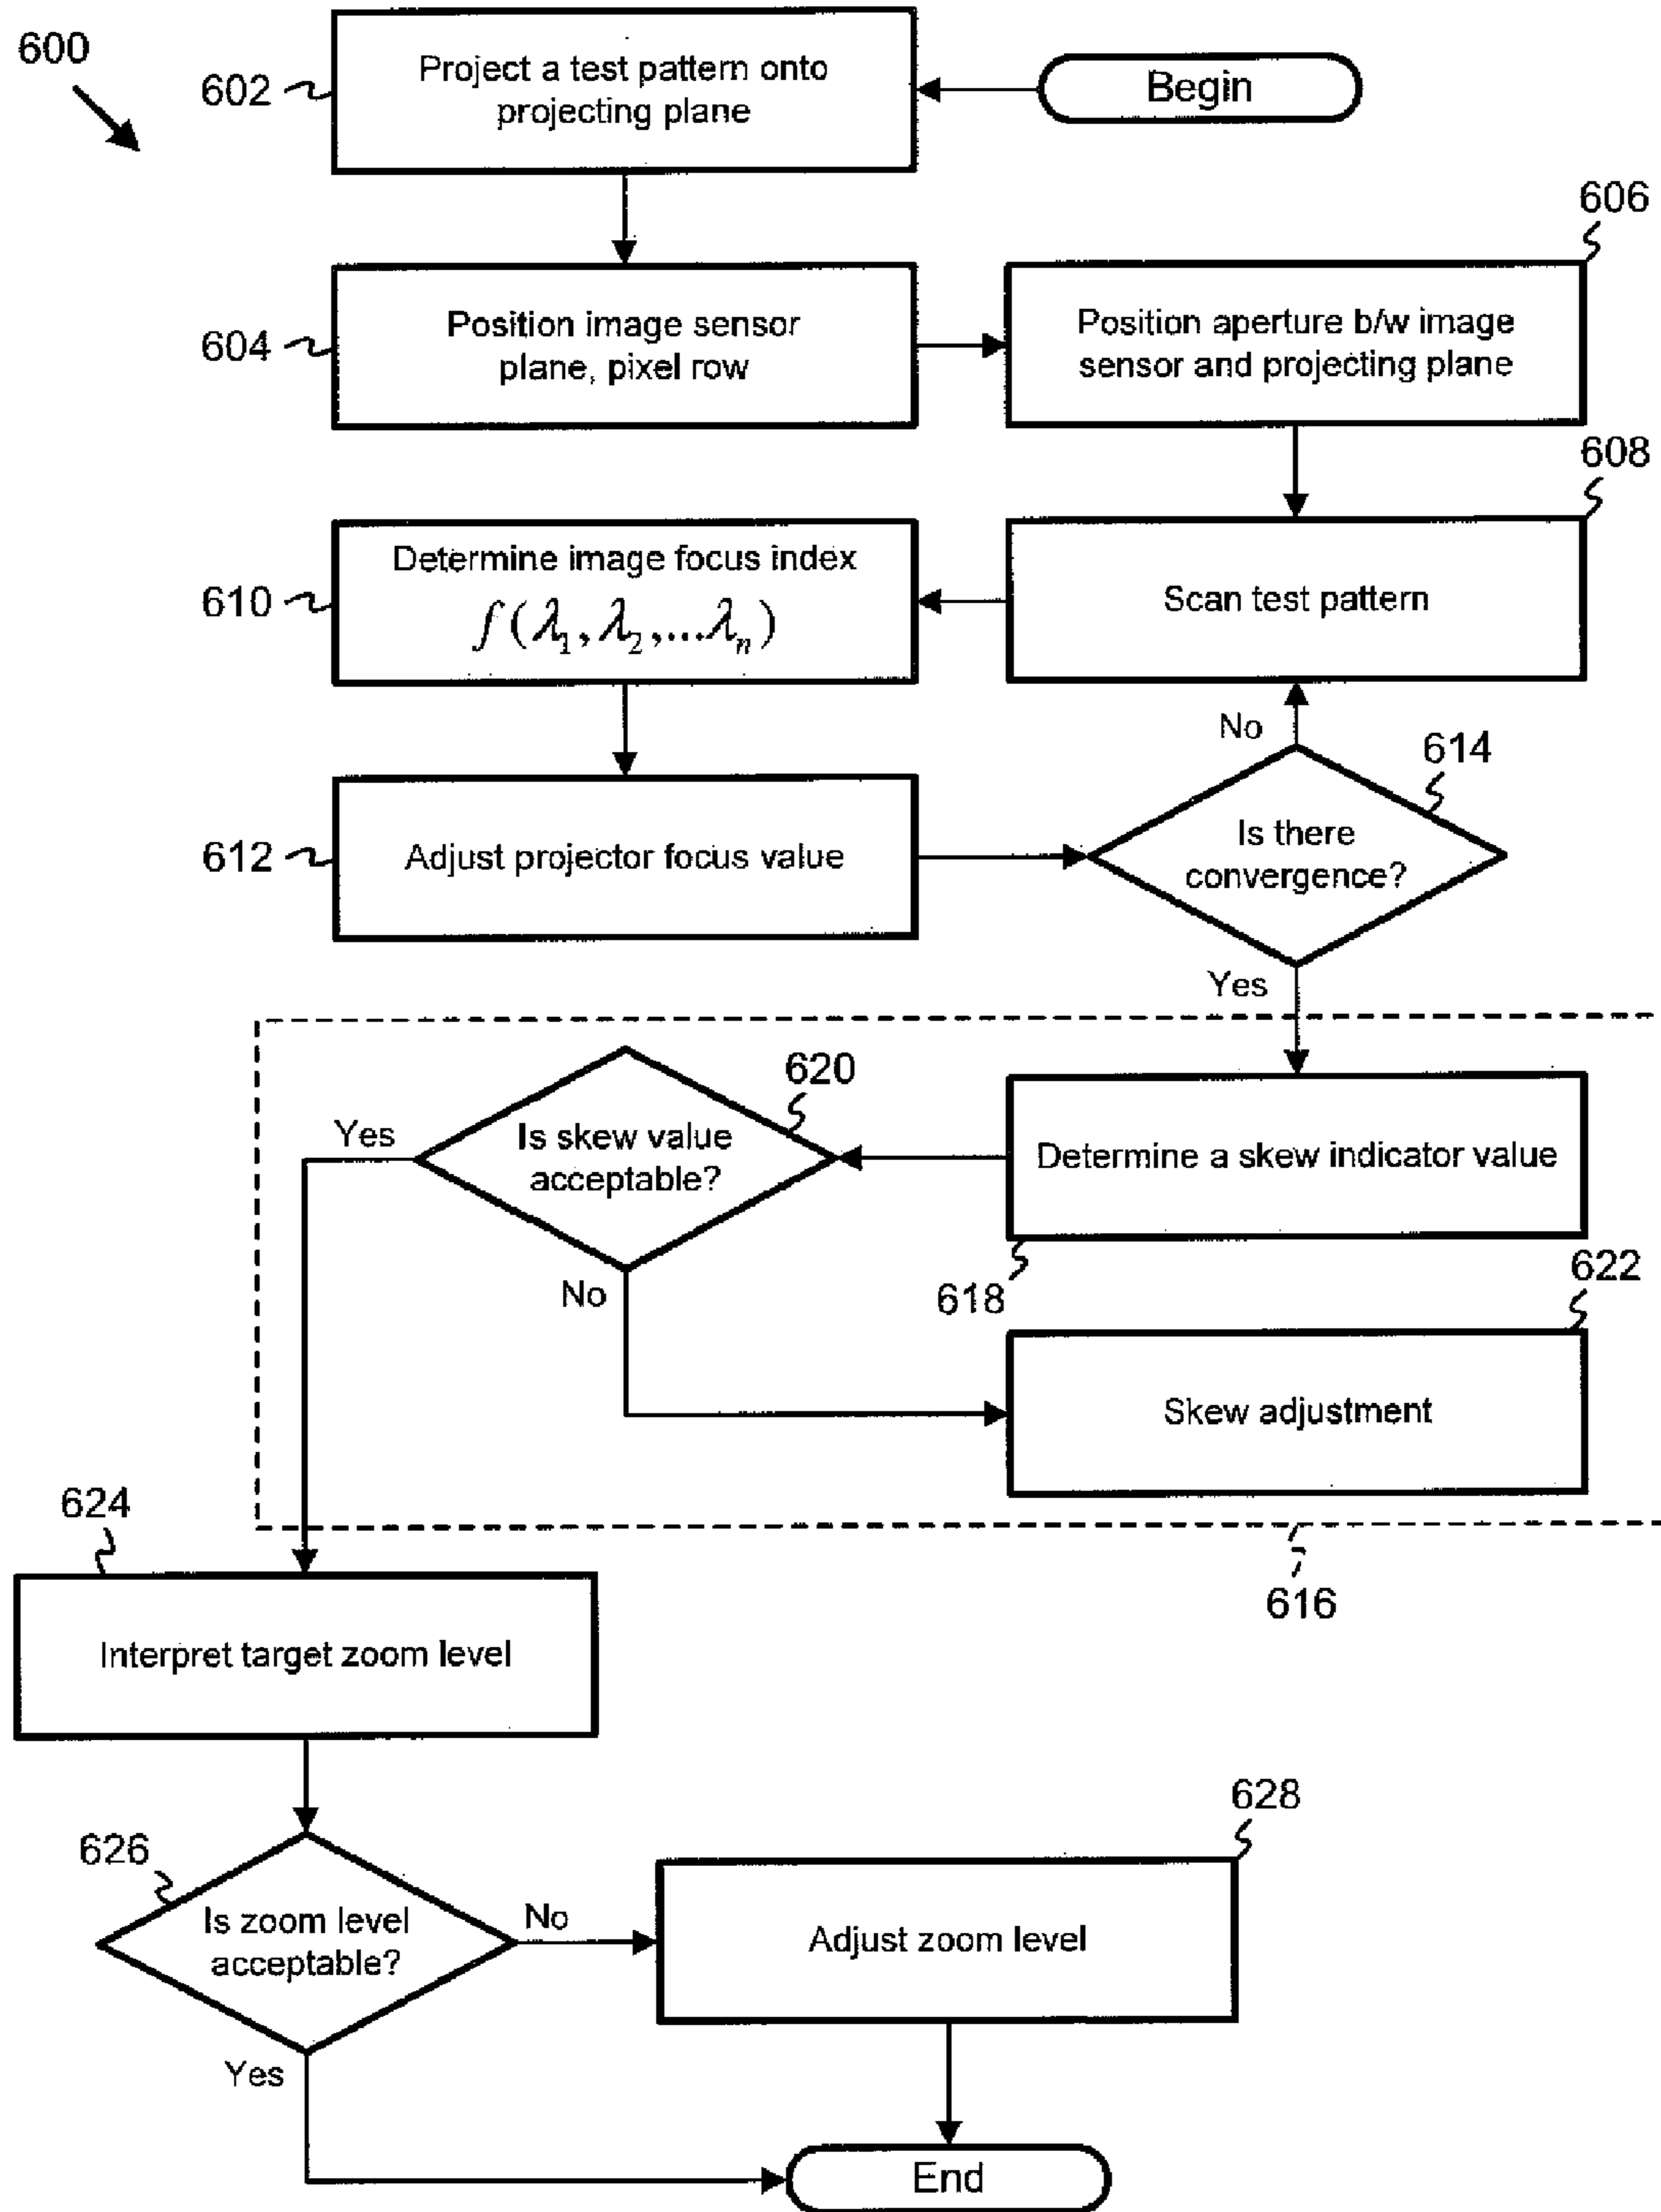 600
602
Project a test pattern onto
projecting plane
Begin
606
604
Position image sensor
plane, pixel row
Position aperture b/w image
sensor and projecting plane
608
610
Determine image focus index
f(λ₁, λ₂,...λₙ)
Scan test pattern
No
614
612
Adjust projector focus value
Is there
convergence?
Yes
620
Yes
Is skew value
acceptable?
Determine a skew indicator value
No
618
622
Skew adjustment
624
616
Interpret target zoom level
628
626
Is zoom level
acceptable?
No
Adjust zoom level
Yes
End